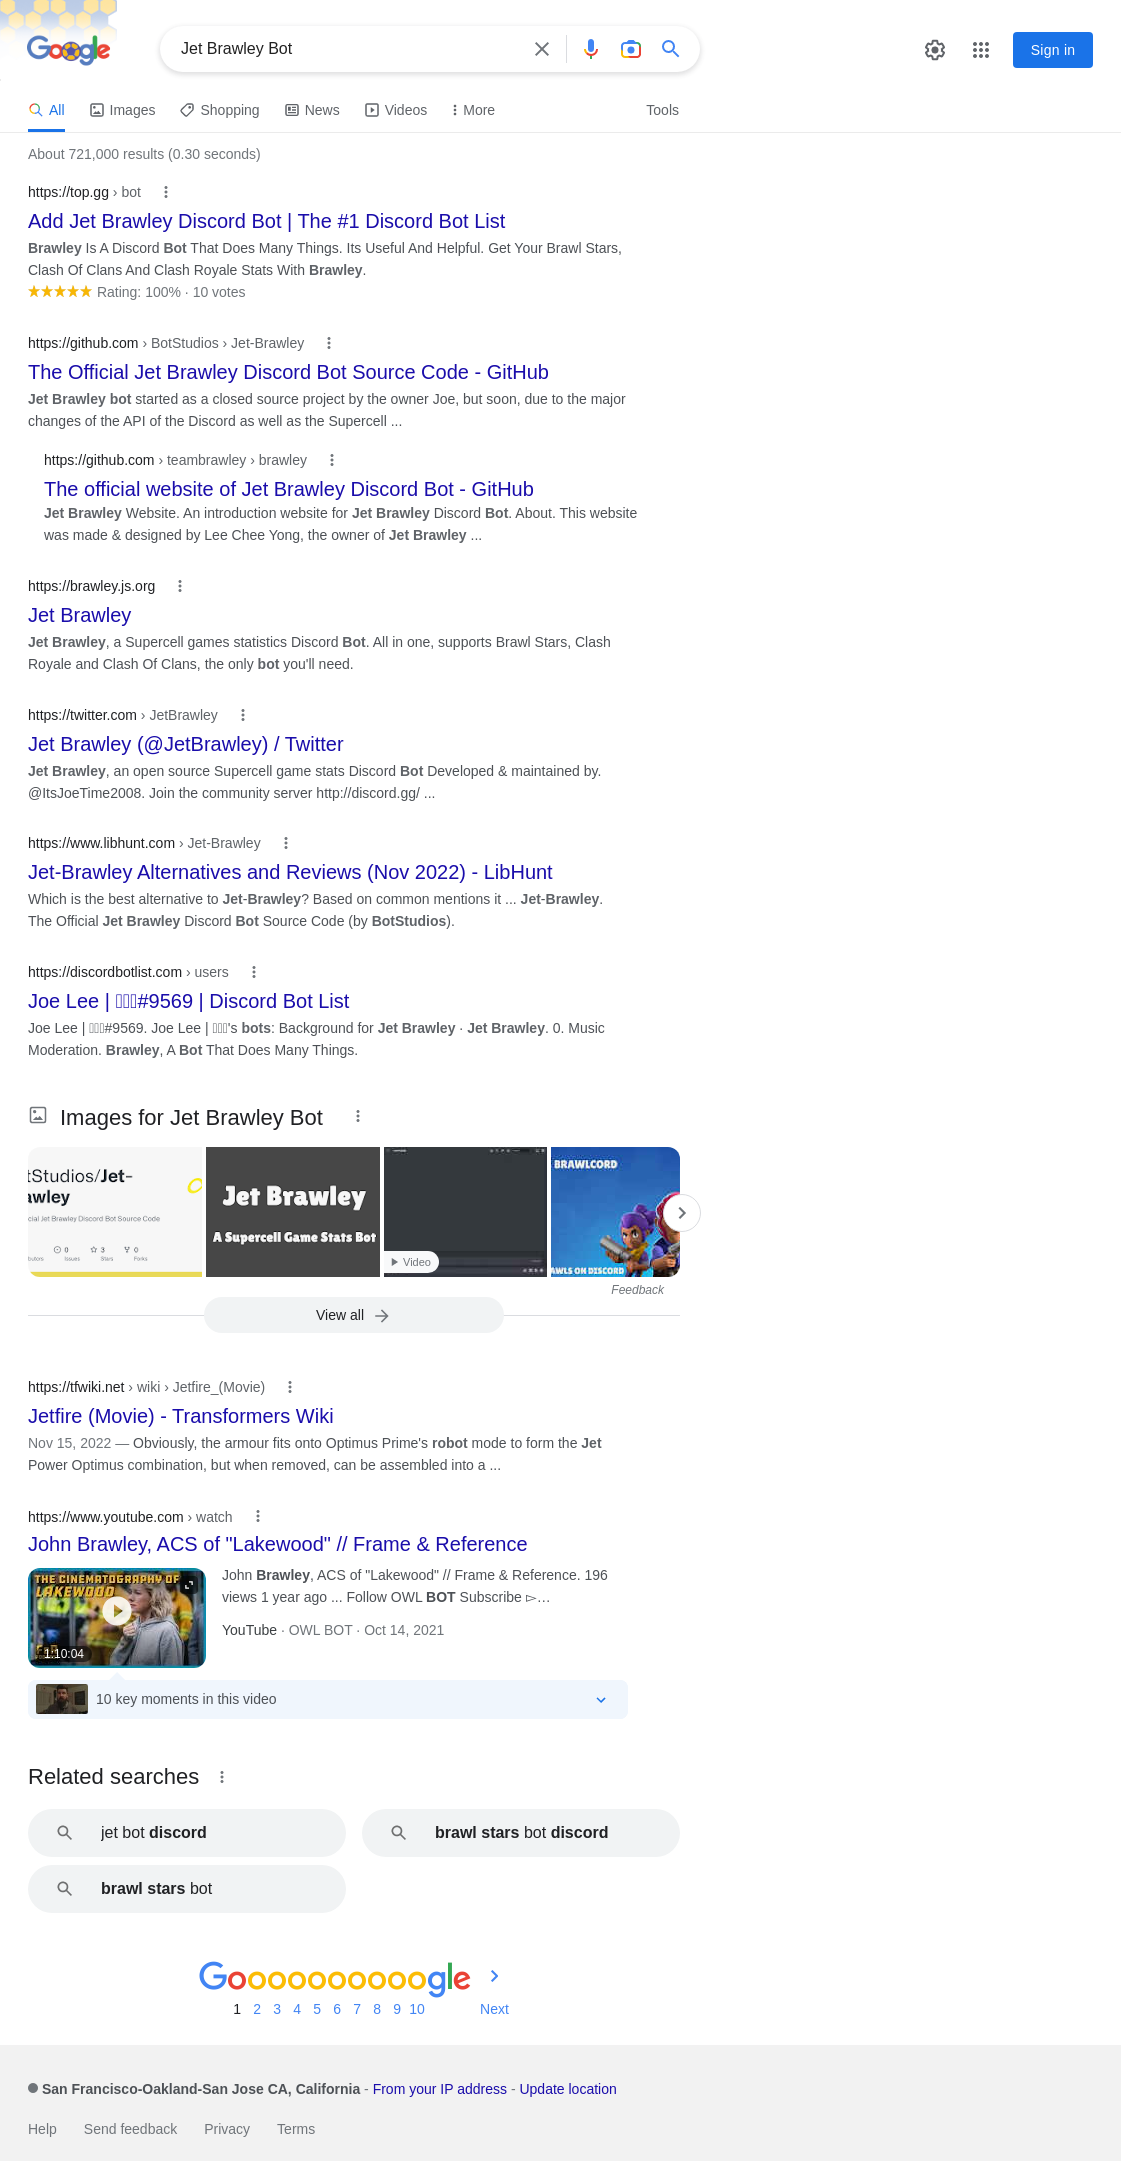 Google
Jet Brawley Bot
Sign in
All Images Shopping News Videos More Tools
About 721,000 results (0.30 seconds)
https://top.gg › bot
Add Jet Brawley Discord Bot | The #1 Discord Bot List
Brawley Is A Discord Bot That Does Many Things. Its Useful And Helpful. Get Your Brawl Stars,
Clash Of Clans And Clash Royale Stats With Brawley.
Rating: 100% · 10 votes
https://github.com › BotStudios › Jet-Brawley
The Official Jet Brawley Discord Bot Source Code - GitHub
Jet Brawley bot started as a closed source project by the owner Joe, but soon, due to the major
changes of the API of the Discord as well as the Supercell ...
https://github.com › teambrawley › brawley
The official website of Jet Brawley Discord Bot - GitHub
Jet Brawley Website. An introduction website for Jet Brawley Discord Bot. About. This website
was made & designed by Lee Chee Yong, the owner of Jet Brawley ...
https://brawley.js.org
Jet Brawley
Jet Brawley, a Supercell games statistics Discord Bot. All in one, supports Brawl Stars, Clash
Royale and Clash Of Clans, the only bot you'll need.
https://twitter.com › JetBrawley
Jet Brawley (@JetBrawley) / Twitter
Jet Brawley, an open source Supercell game stats Discord Bot Developed & maintained by.
@ItsJoeTime2008. Join the community server http://discord.gg/ ...
https://www.libhunt.com › Jet-Brawley
Jet-Brawley Alternatives and Reviews (Nov 2022) - LibHunt
Which is the best alternative to Jet-Brawley? Based on common mentions it ... Jet-Brawley.
The Official Jet Brawley Discord Bot Source Code (by BotStudios).
https://discordbotlist.com › users
Joe Lee | #9569 | Discord Bot List
Joe Lee | #9569. Joe Lee | 's bots: Background for Jet Brawley · Jet Brawley. 0. Music
Moderation. Brawley, A Bot That Does Many Things.
Images for Jet Brawley Bot
tStudios/Jet-
awley
cial Jet Brawley Discord Bot Source Code
0 3 0
butors Issues Stars Forks
Jet Brawley
A Supercell Game Stats Bot
Video
BRAWLCORD
AWLS ON DISCORD
Feedback
View all
https://tfwiki.net › wiki › Jetfire_(Movie)
Jetfire (Movie) - Transformers Wiki
Nov 15, 2022 — Obviously, the armour fits onto Optimus Prime's robot mode to form the Jet
Power Optimus combination, but when removed, can be assembled into a ...
https://www.youtube.com › watch
John Brawley, ACS of "Lakewood" // Frame & Reference
THE CINEMATOGRAPHY OF
LAKEWOOD
1:10:04
John Brawley, ACS of "Lakewood" // Frame & Reference. 196
views 1 year ago ... Follow OWL BOT Subscribe ▻…
YouTube · OWL BOT · Oct 14, 2021
10 key moments in this video
Related searches
jet bot discord
brawl stars bot discord
brawl stars bot
Goooooooooogle
1 2 3 4 5 6 7 8 9 10 Next
San Francisco-Oakland-San Jose CA, California - From your IP address - Update location
Help Send feedback Privacy Terms